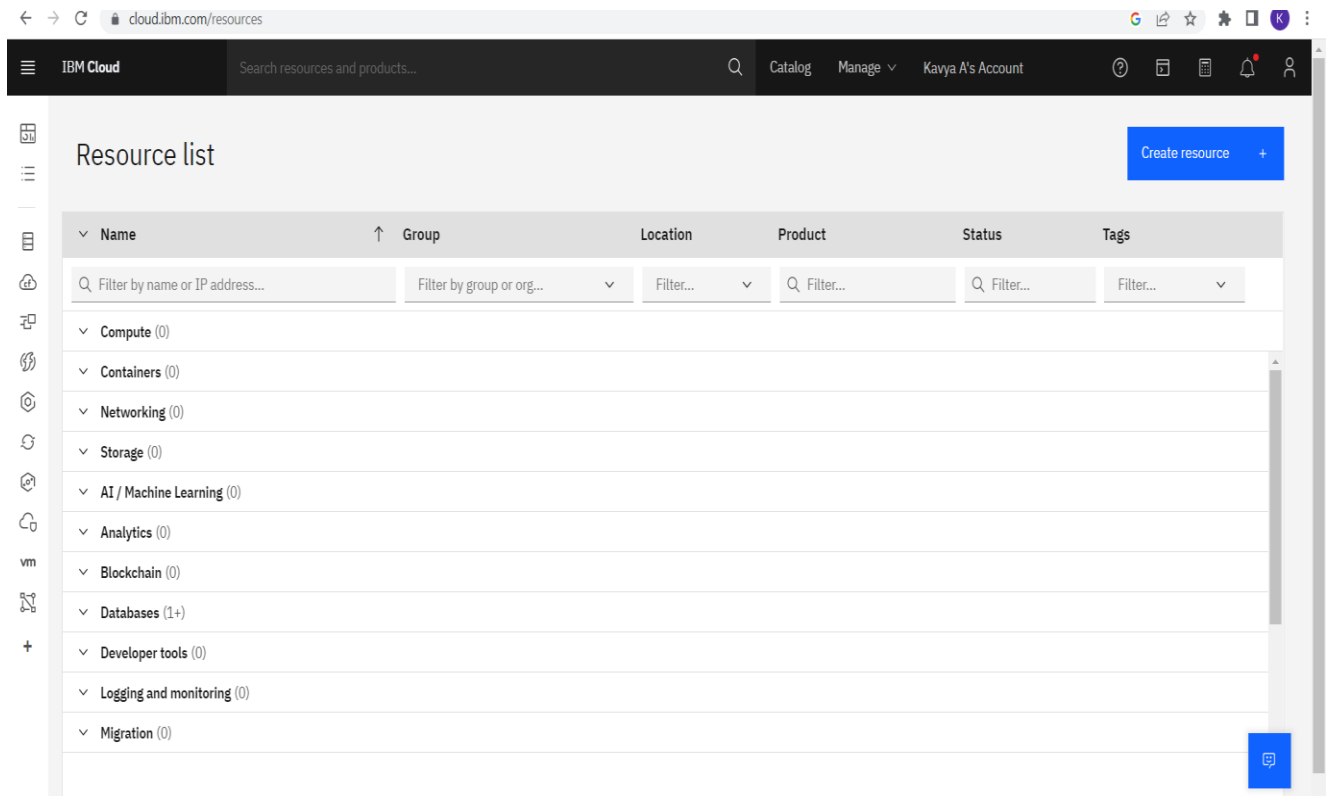 cloud.ibm.com/resources
G
K
IBM Cloud Search resources and products... Catalog Manage Kavya A's Account
Resource list
Create resource +
Name Group Location Product Status Tags
Filter by name or IP address... Filter by group or org... Filter... Filter... Filter... Filter...
Compute (0)
Containers (0)
Networking (0)
Storage (0)
AI / Machine Learning (0)
Analytics (0)
vm
Blockchain (0)
Databases (1+)
Developer tools (0)
Logging and monitoring (0)
Migration (0)